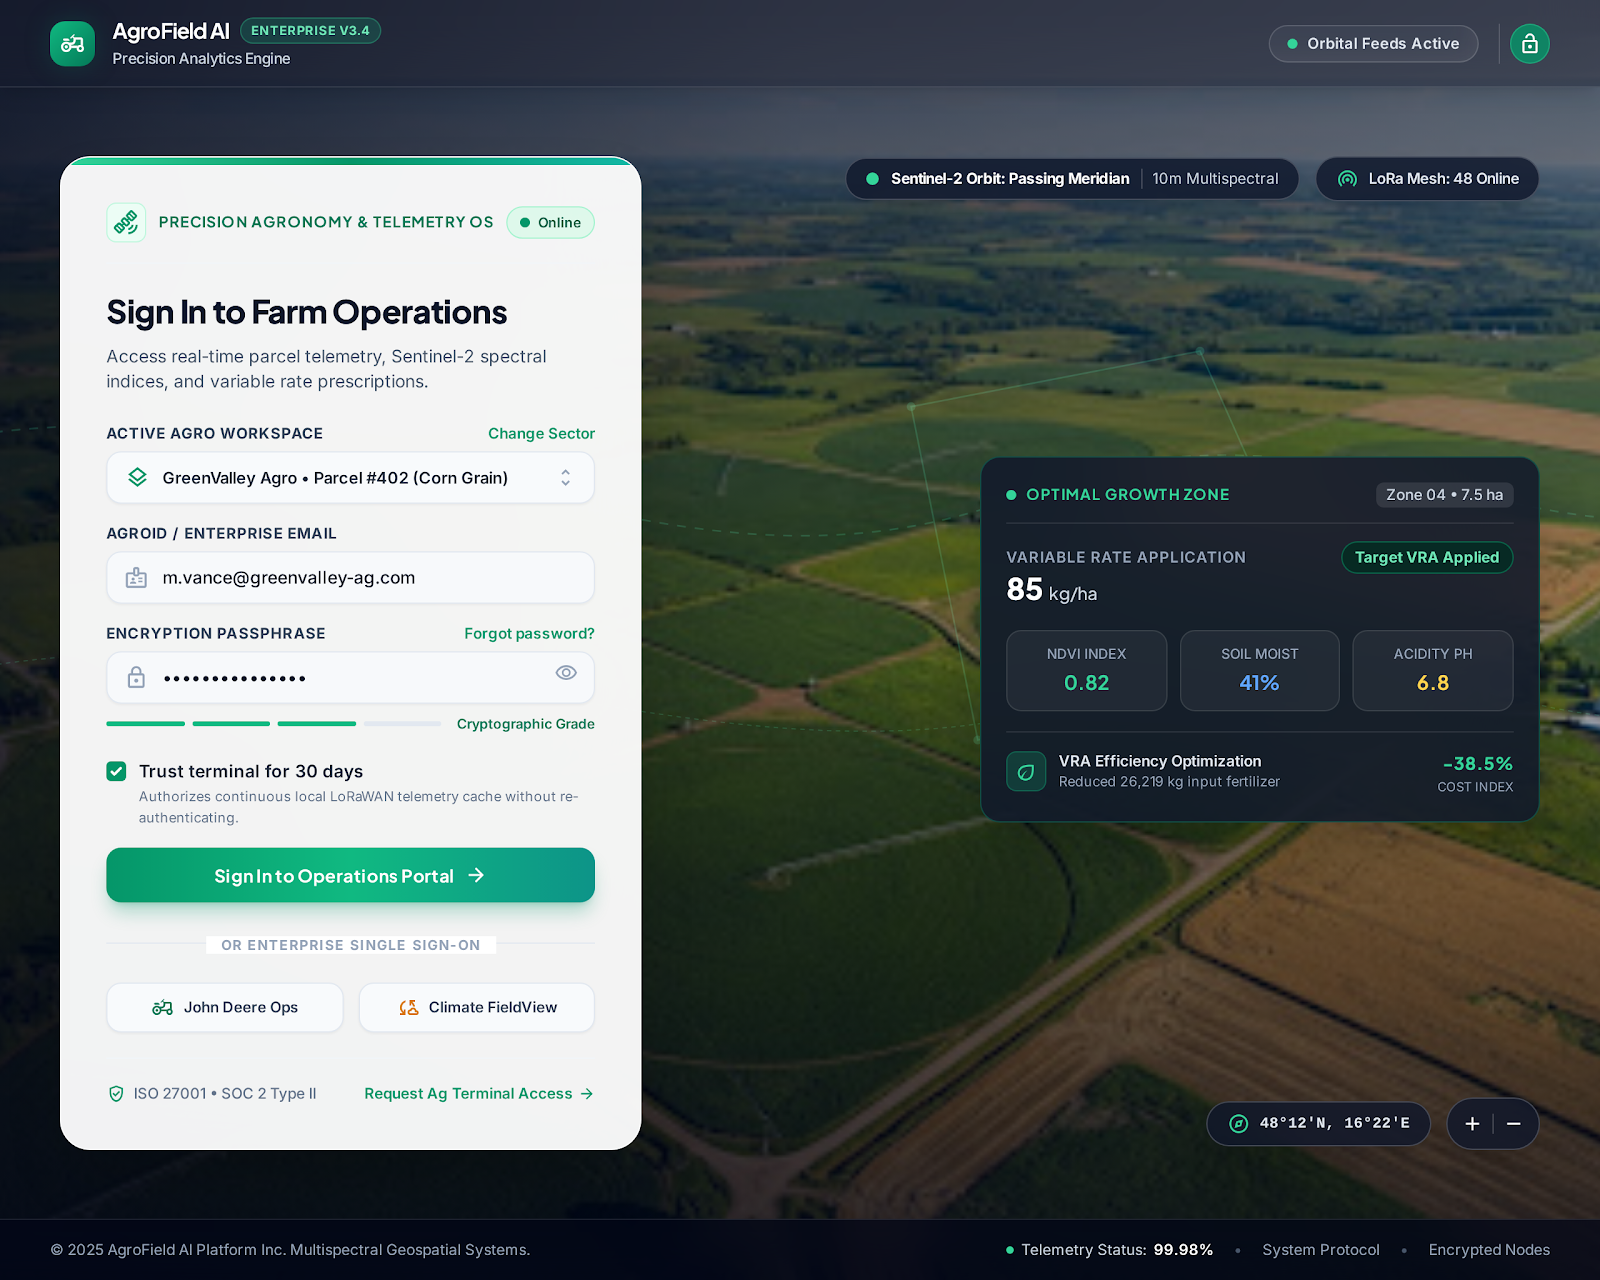 AgroField AI
ENTERPRISE V3.4
Precision Analytics Engine
Orbital Feeds Active
Sentinel-2 Orbit: Passing Meridian
10m Multispectral
LoRa Mesh: 48 Online
PRECISION AGRONOMY & TELEMETRY OS
Online
Sign In to Farm Operations
Access real-time parcel telemetry, Sentinel-2 spectral
indices, and variable rate prescriptions.
ACTIVE AGRO WORKSPACE
Change Sector
GreenValley Agro • Parcel #402 (Corn Grain)
AGROID / ENTERPRISE EMAIL
m.vance@greenvalley-ag.com
ENCRYPTION PASSPHRASE
Forgot password?
•••••••••••••••
Cryptographic Grade
Trust terminal for 30 days
Authorizes continuous local LoRaWAN telemetry cache without re-
authenticating.
Sign In to Operations Portal →
OR ENTERPRISE SINGLE SIGN-ON
John Deere Ops
Climate FieldView
ISO 27001 • SOC 2 Type II
Request Ag Terminal Access →
OPTIMAL GROWTH ZONE
Zone 04 • 7.5 ha
VARIABLE RATE APPLICATION
Target VRA Applied
85 kg/ha
NDVI INDEX
0.82
SOIL MOIST
41%
ACIDITY PH
6.8
VRA Efficiency Optimization
Reduced 26,219 kg input fertilizer
-38.5%
COST INDEX
48°12'N, 16°22'E
+ | −
© 2025 AgroField AI Platform Inc. Multispectral Geospatial Systems.
Telemetry Status: 99.98% • System Protocol • Encrypted Nodes